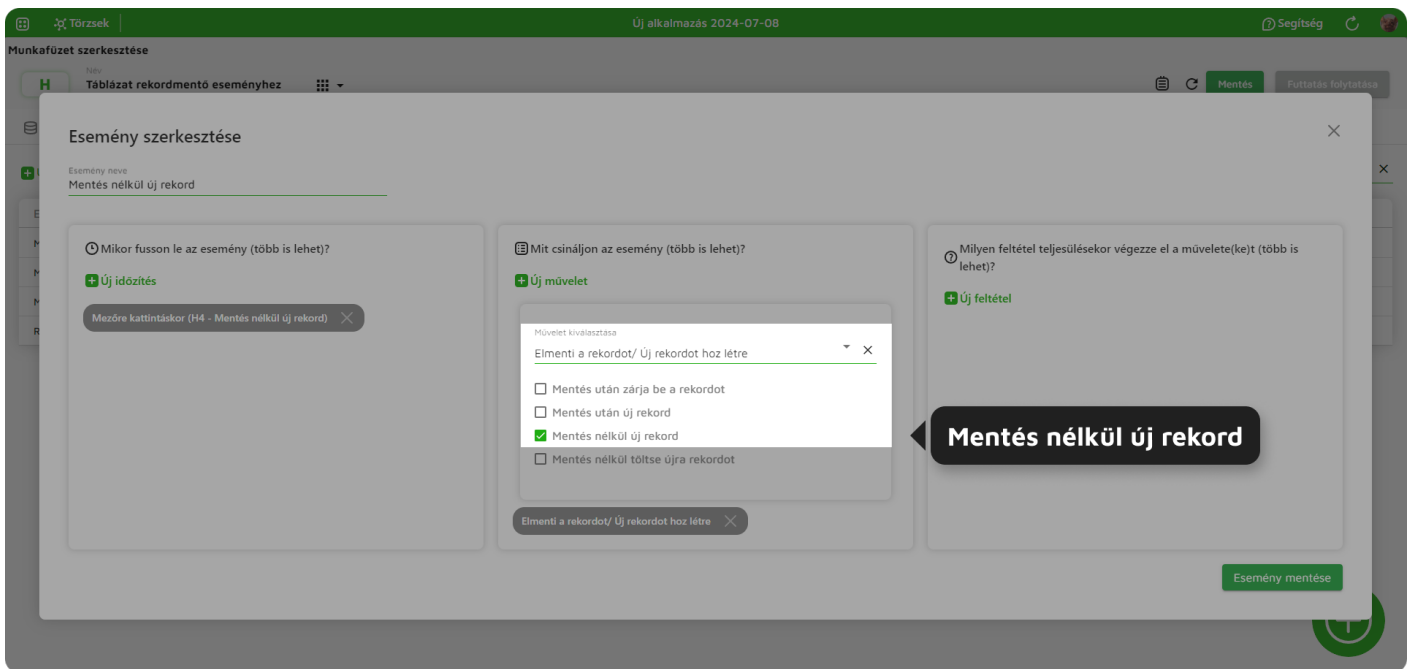 Törzsek
Új alkalmazás 2024-07-08
Segítség
Munkafüzet szerkesztése
H
Név
Táblázat rekordmentő eseményhez
Mentés
Futtatás folytatása
Esemény szerkesztése
Esemény neve
Mentés nélkül új rekord
Mikor fusson le az esemény (több is lehet)?
Új időzítés
Mezőre kattintáskor (H4 - Mentés nélkül új rekord)
Mit csináljon az esemény (több is lehet)?
Új művelet
Művelet kiválasztása
Elmenti a rekordot/ Új rekordot hoz létre
Mentés után zárja be a rekordot
Mentés után új rekord
Mentés nélkül új rekord
Mentés nélkül töltse újra rekordot
Elmenti a rekordot/ Új rekordot hoz létre
Milyen feltétel teljesülésekor végezze el a művelete(ke)t (több is
lehet)?
Új feltétel
Mentés nélkül új rekord
Esemény mentése